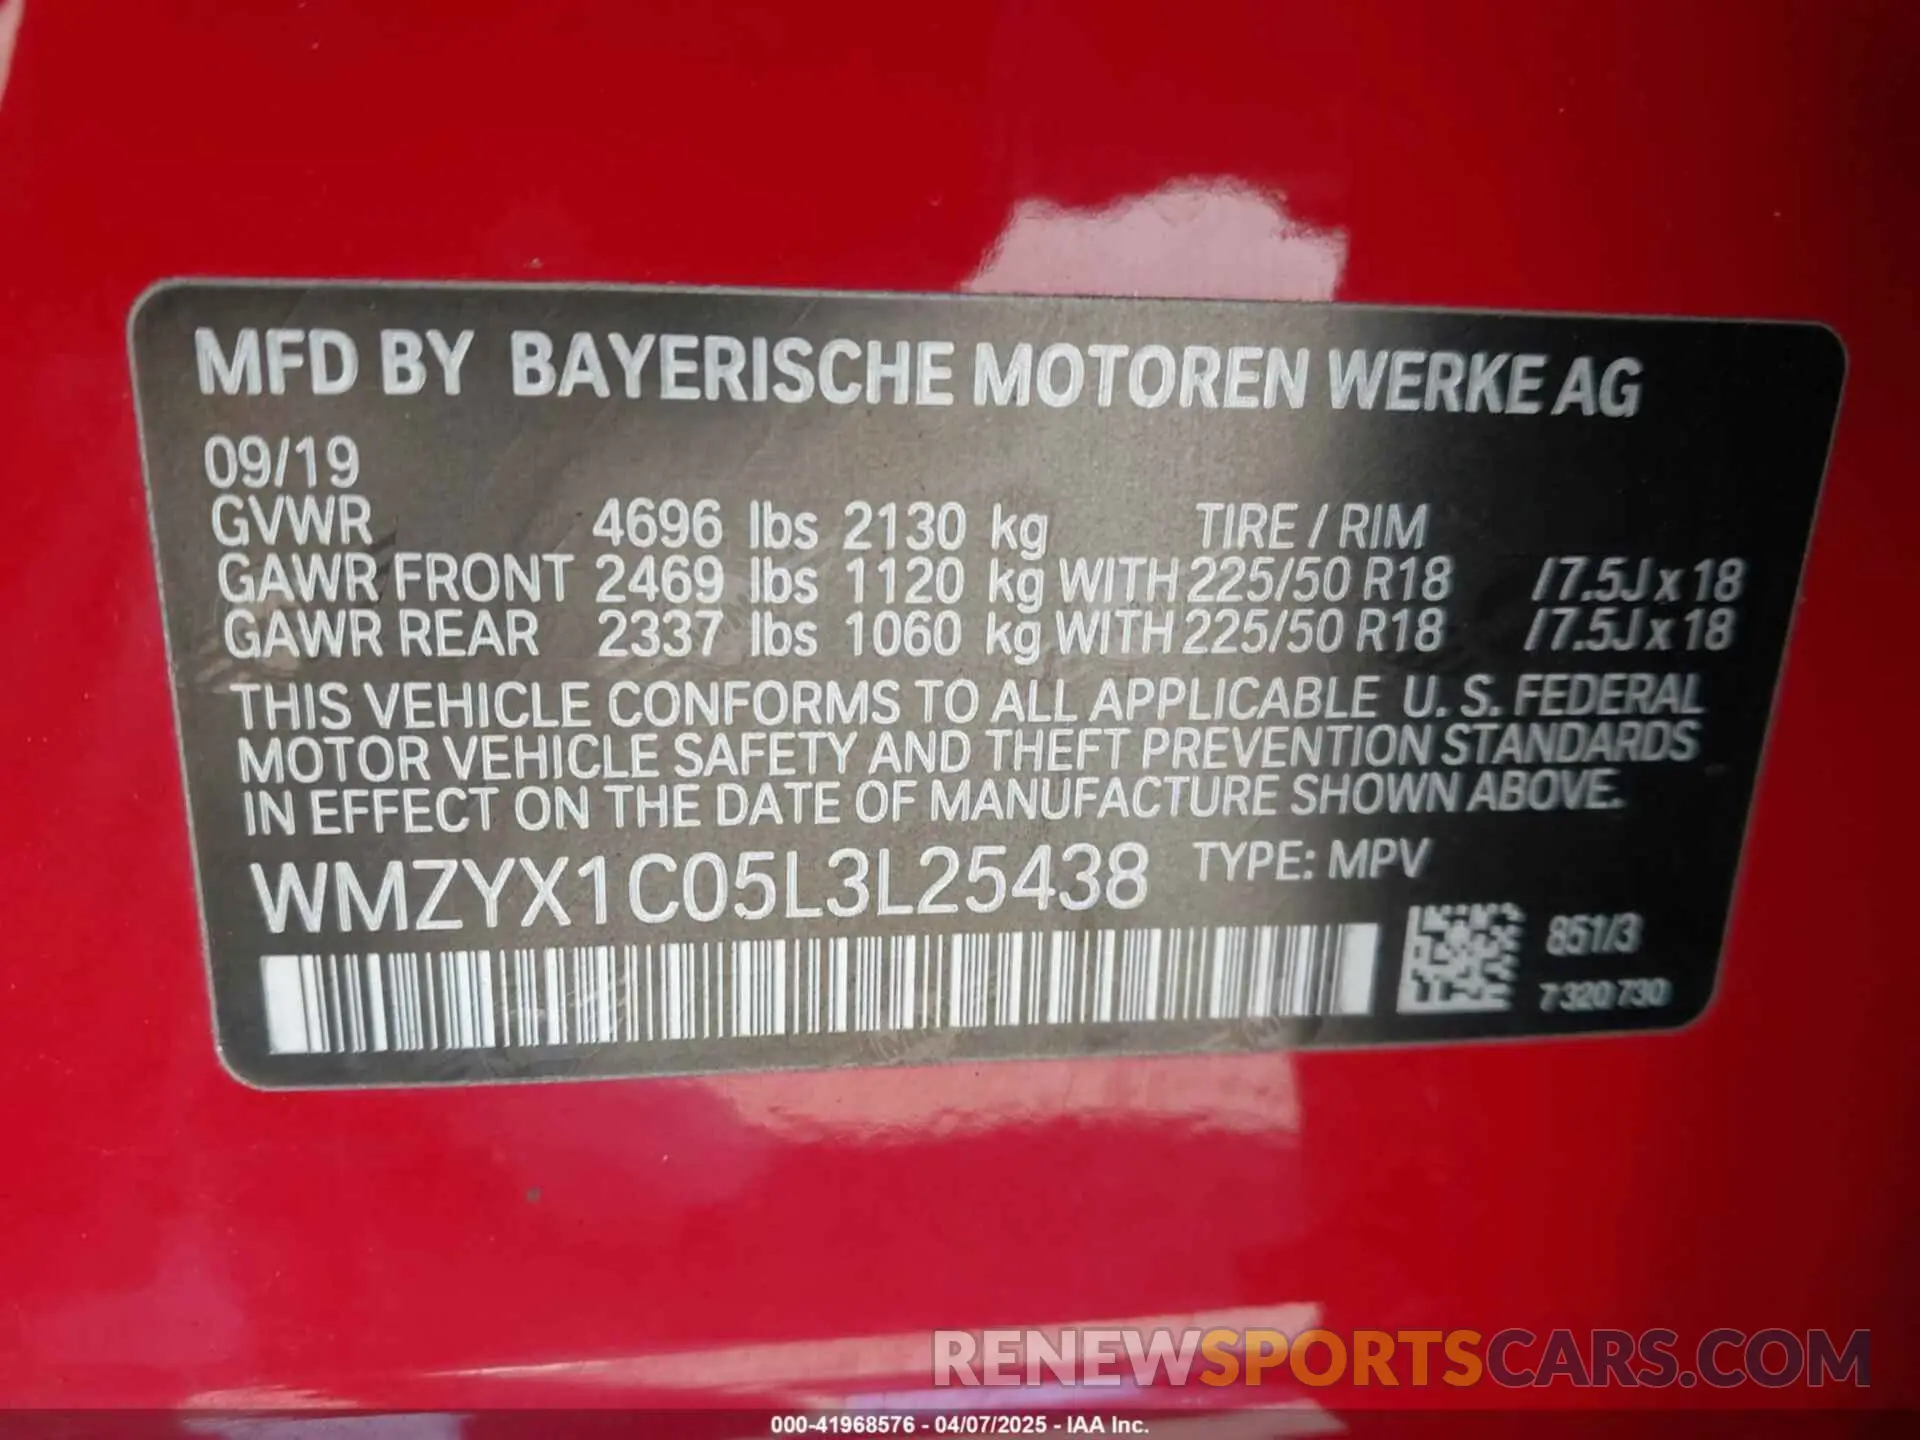 MFD BY BAYERISCHE MOTOREN WERKE AG
09/19
GVWR 4696 lbs 2130 kg TIRE / RIM
GAWR FRONT 2469 lbs 1120 kg WITH 225/50 R18 /7.5J x 18
GAWR REAR 2337 lbs 1060 kg WITH 225/50 R18 /7.5J x 18
THIS VEHICLE CONFORMS TO ALL APPLICABLE U. S. FEDERAL
MOTOR VEHICLE SAFETY AND THEFT PREVENTION STANDARDS
IN EFFECT ON THE DATE OF MANUFACTURE SHOWN ABOVE.
WMZYX1C05L3L25438 TYPE: MPV
851/3
7 320 730
RENEWSPORTSCARS.COM
000-41968576 - 04/07/2025 - IAA Inc.